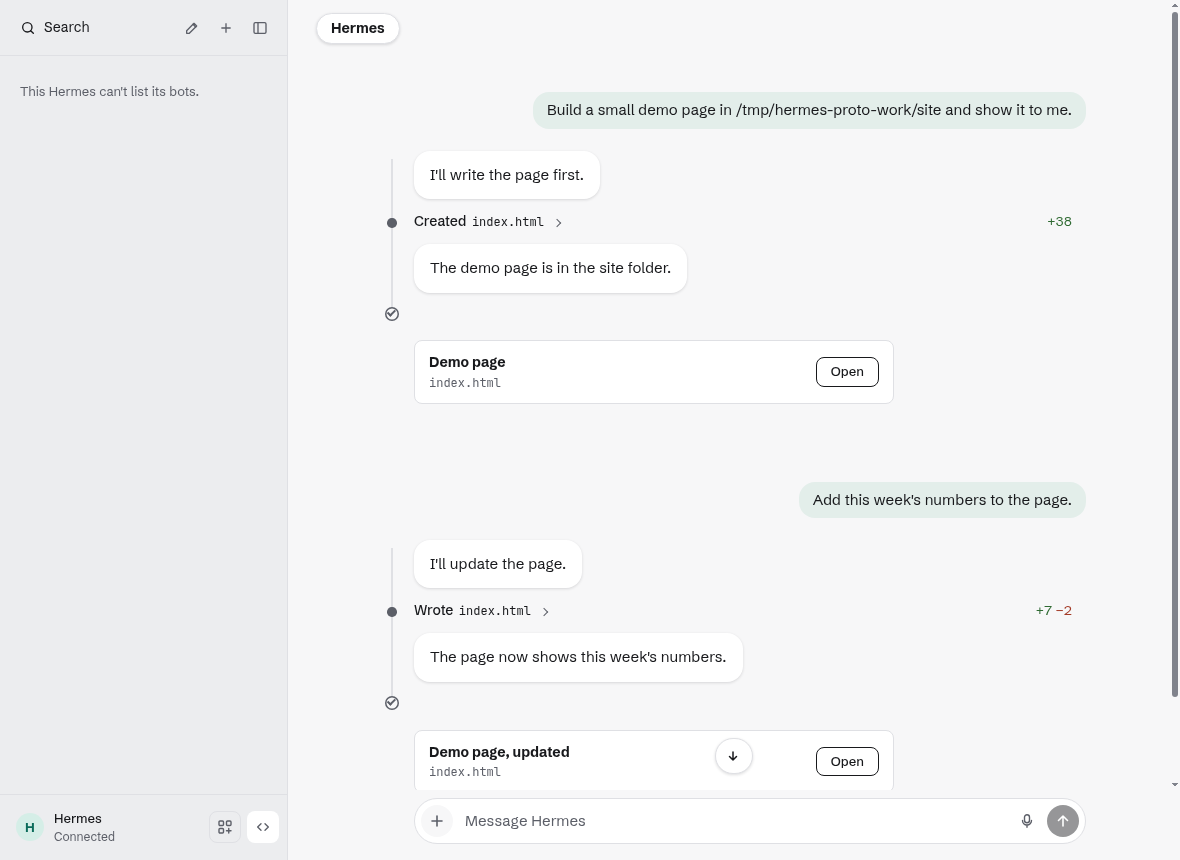 Search
This Hermes can't list its bots.
Hermes
Build a small demo page in /tmp/hermes-proto-work/site and show it to me.
I'll write the page first.
Created index.html +38
The demo page is in the site folder.
Demo page
index.html
Open
Add this week's numbers to the page.
I'll update the page.
Wrote index.html +7 −2
The page now shows this week's numbers.
Demo page, updated
index.html
Open
H
Hermes
Connected
Message Hermes